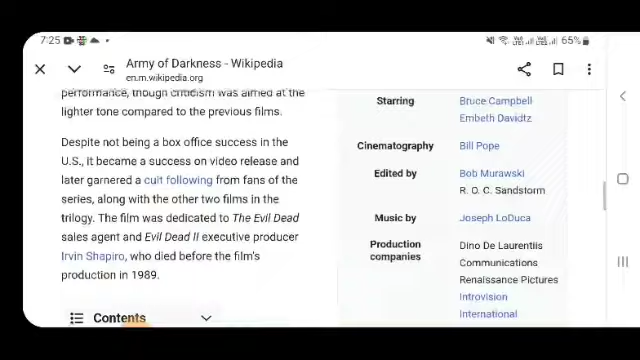 7:25
65%
Army of Darkness - Wikipedia
en.m.wikipedia.org
performance, though criticism was aimed at the
lighter tone compared to the previous films.
Despite not being a box office success in the
U.S., it became a success on video release and
later garnered a cult following from fans of the
series, along with the other two films in the
trilogy. The film was dedicated to The Evil Dead
sales agent and Evil Dead II executive producer
Irvin Shapiro, who died before the film's
production in 1989.
Contents
Starring Bruce Campbell
Embeth Davidtz
Cinematography Bill Pope
Edited by Bob Murawski
R. O. C. Sandstorm
Music by Joseph LoDuca
Production Dino De Laurentiis
companies Communications
Renaissance Pictures
Introvision
International